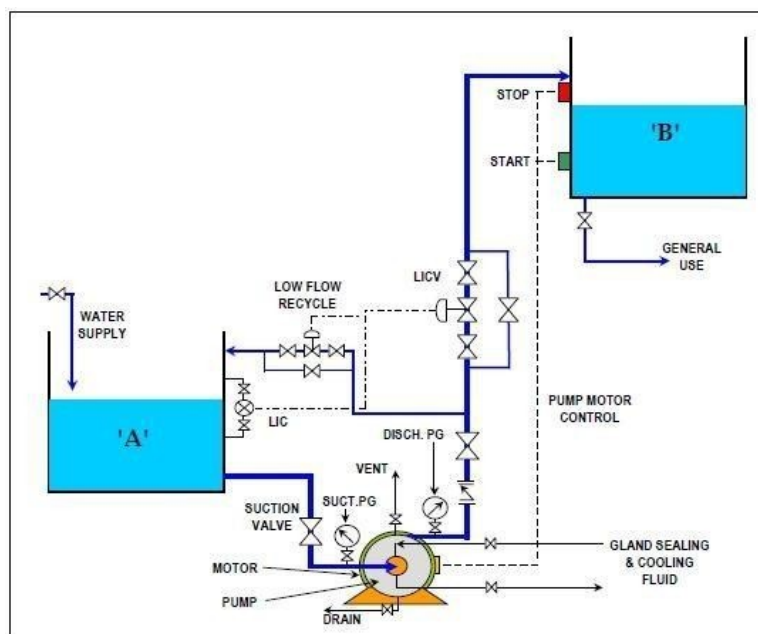 STOP
'B'
START
GENERAL
USE
LICV
LOW FLOW
RECYCLE
WATER
SUPPLY
PUMP MOTOR
CONTROL
'A'
LIC
DISCH. PG
VENT
SUCTION
VALVE
SUCT.PG
GLAND SEALING
& COOLING
FLUID
MOTOR
PUMP
DRAIN